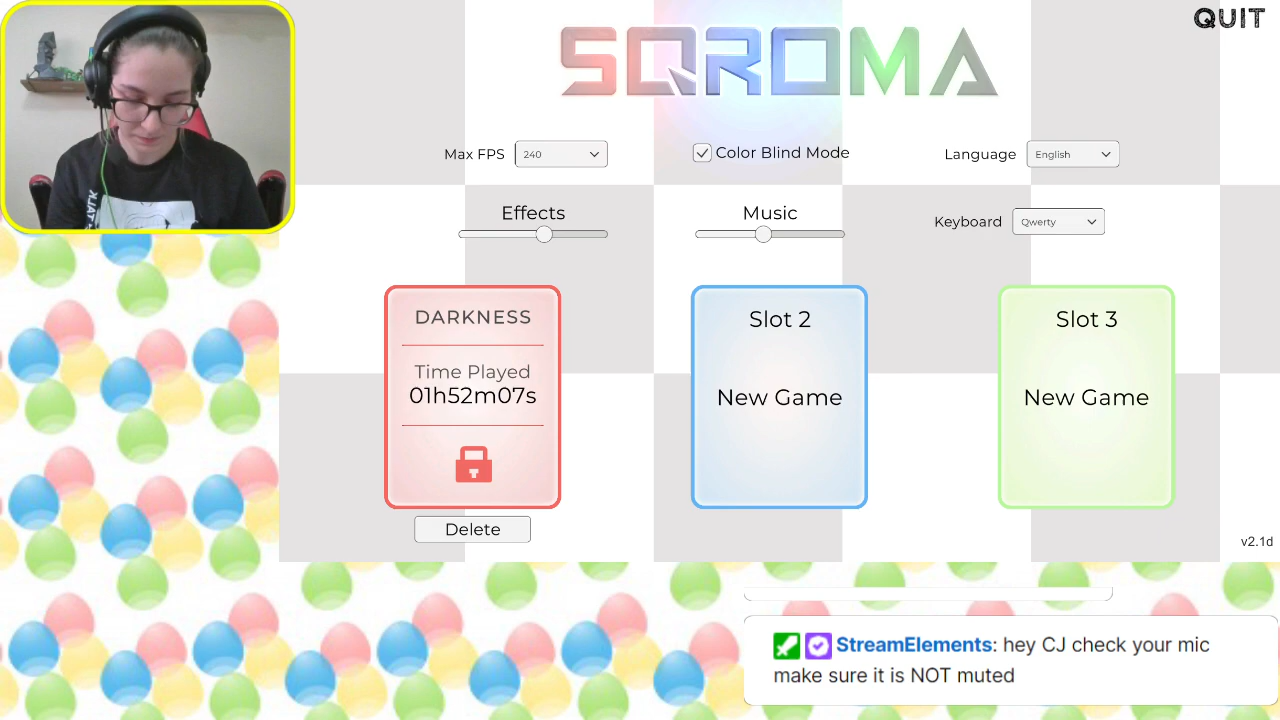 QUIT
SQROMA
Max FPS 240
Color Blind Mode
Language English
Effects
Music
Keyboard Qwerty
DARKNESS
Time Played
01h52m07s
Delete
Slot 2
New Game
Slot 3
New Game
v2.1d
StreamElements: hey CJ check your mic
make sure it is NOT muted